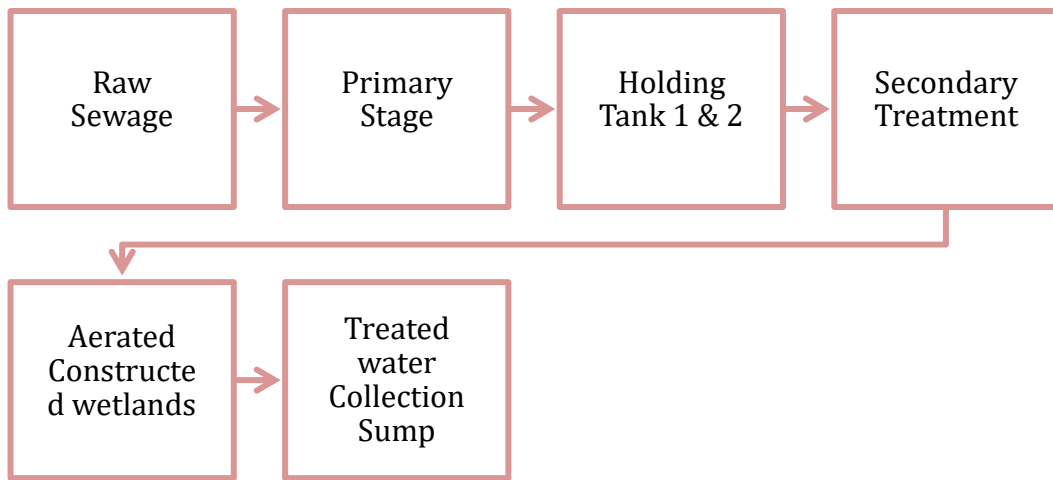 Raw
Sewage
Primary
Stage
Holding
Tank 1 & 2
Secondary
Treatment
Aerated
Constructe
d wetlands
Treated
water
Collection
Sump